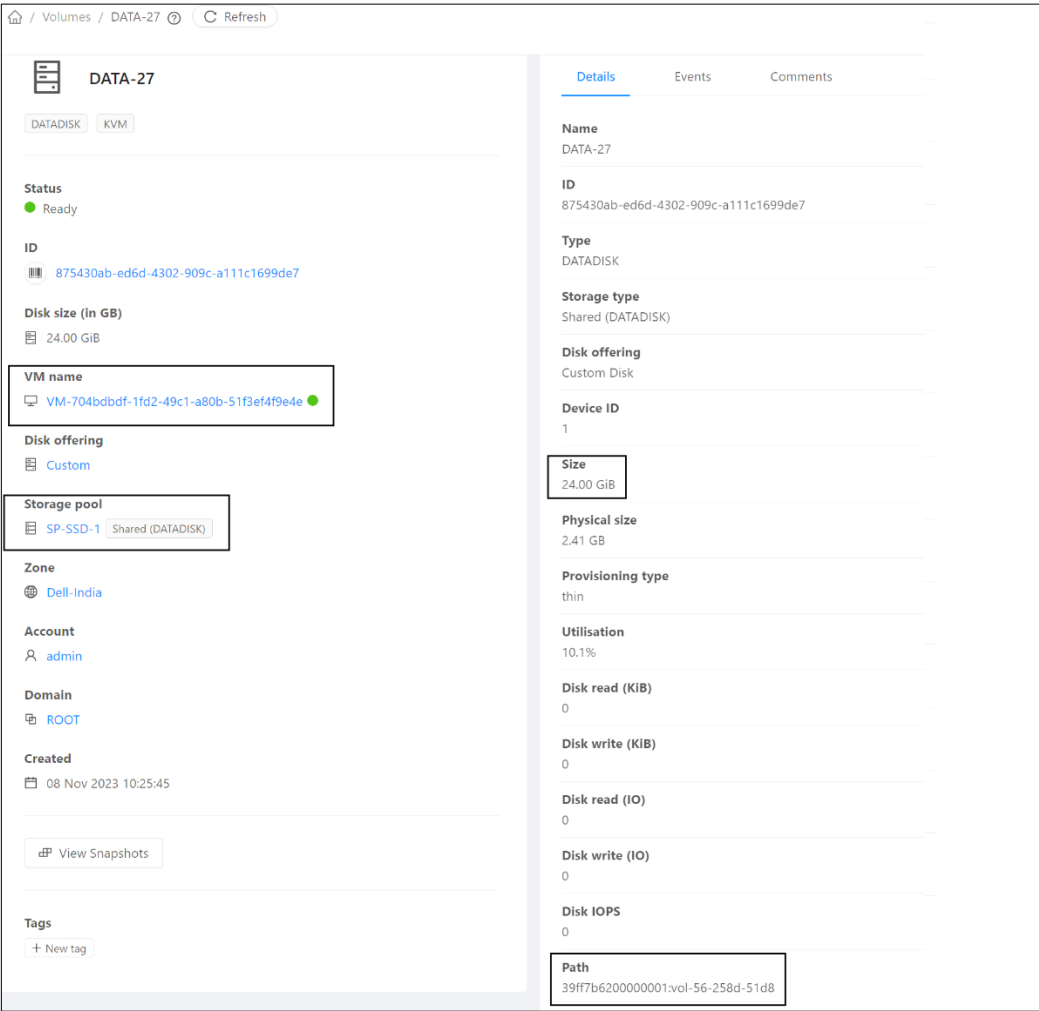 / Volumes / DATA-27 Refresh
DATA-27
DATADISK KVM
Status
Ready
ID
875430ab-ed6d-4302-909c-a111c1699de7
Disk size (in GB)
24.00 GiB
VM name
VM-704bdbdf-1fd2-49c1-a80b-51f3ef4f9e4e
Disk offering
Custom
Storage pool
SP-SSD-1 Shared (DATADISK)
Zone
Dell-India
Account
admin
Domain
ROOT
Created
08 Nov 2023 10:25:45
View Snapshots
Tags
+ New tag
Details Events Comments
Name
DATA-27
ID
875430ab-ed6d-4302-909c-a111c1699de7
Type
DATADISK
Storage type
Shared (DATADISK)
Disk offering
Custom Disk
Device ID
1
Size
24.00 GiB
Physical size
2.41 GB
Provisioning type
thin
Utilisation
10.1%
Disk read (KiB)
0
Disk write (KiB)
0
Disk read (IO)
0
Disk write (IO)
0
Disk IOPS
0
Path
39ff7b6200000001:vol-56-258d-51d8